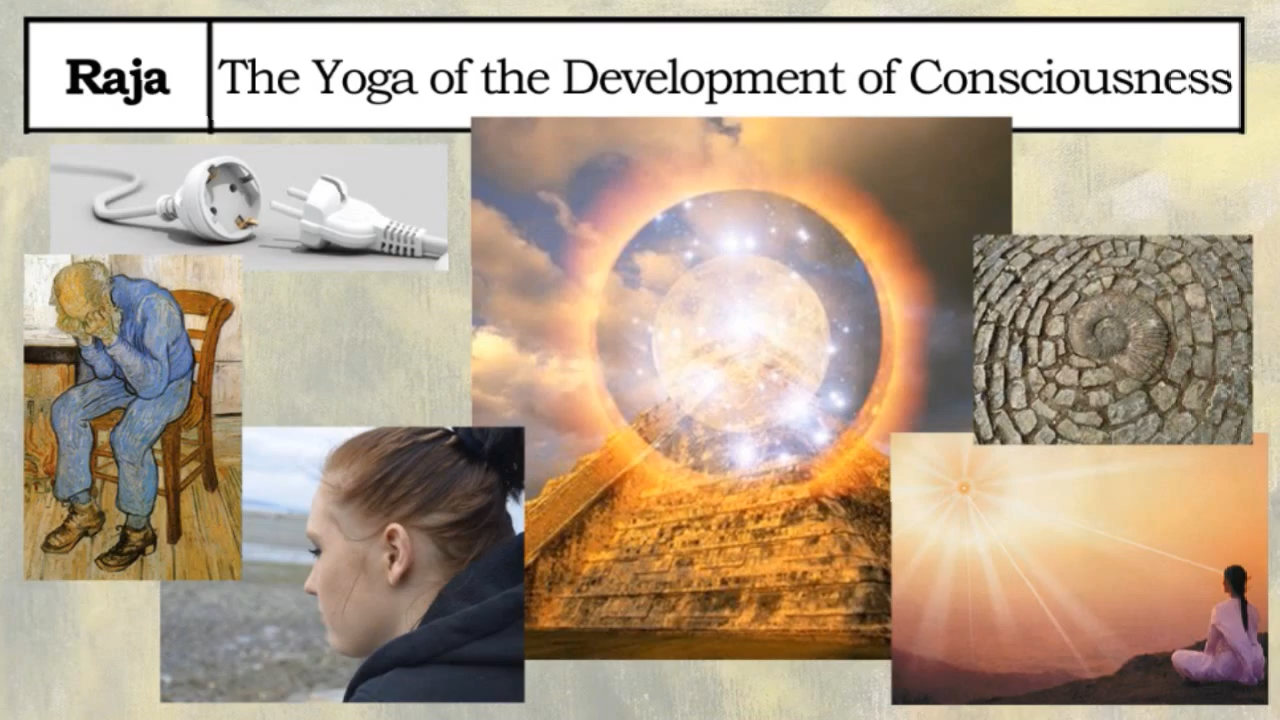 Raja The Yoga of the Development of Consciousness